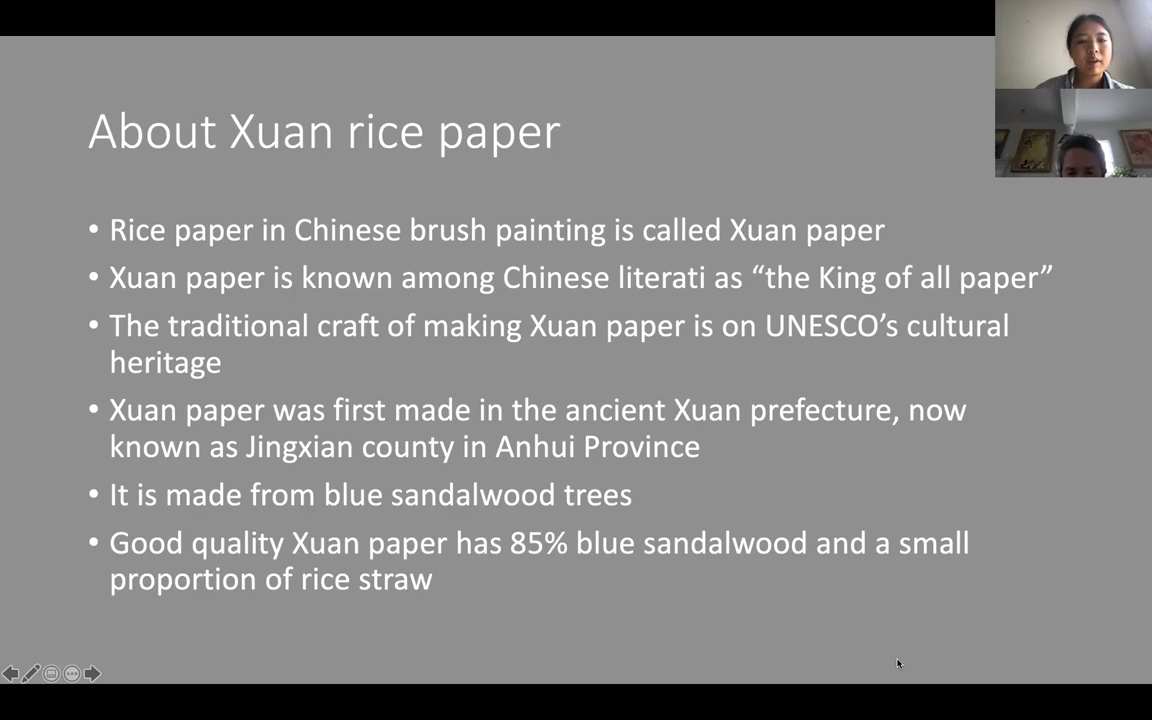 About Xuan rice paper
• Rice paper in Chinese brush painting is called Xuan paper
• Xuan paper is known among Chinese literati as “the King of all paper”
• The traditional craft of making Xuan paper is on UNESCO’s cultural
heritage
• Xuan paper was first made in the ancient Xuan prefecture, now
known as Jingxian county in Anhui Province
• It is made from blue sandalwood trees
• Good quality Xuan paper has 85% blue sandalwood and a small
proportion of rice straw